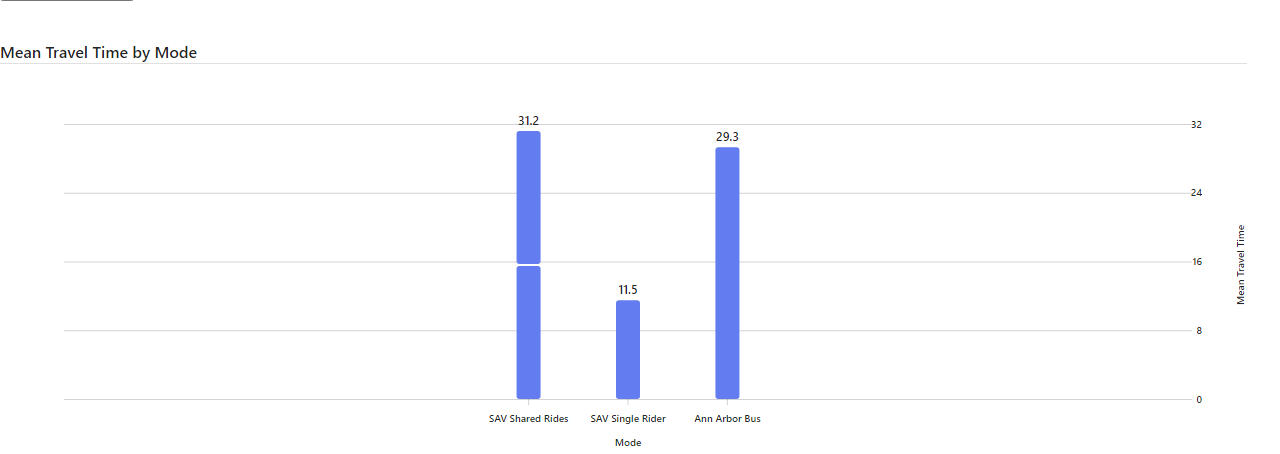 Mean Travel Time by Mode
31.2
29.3
11.5
32
24
16
8
0
Mean Travel Time
SAV Shared Rides
SAV Single Rider
Ann Arbor Bus
Mode